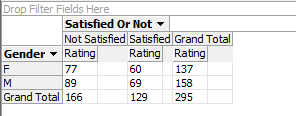 Drop Filter Fields Here
Satisfied Or Not
Not Satisfied Satisfied Grand Total
Gender Rating Rating Rating
F 77 60 137
M 89 69 158
Grand Total 166 129 295